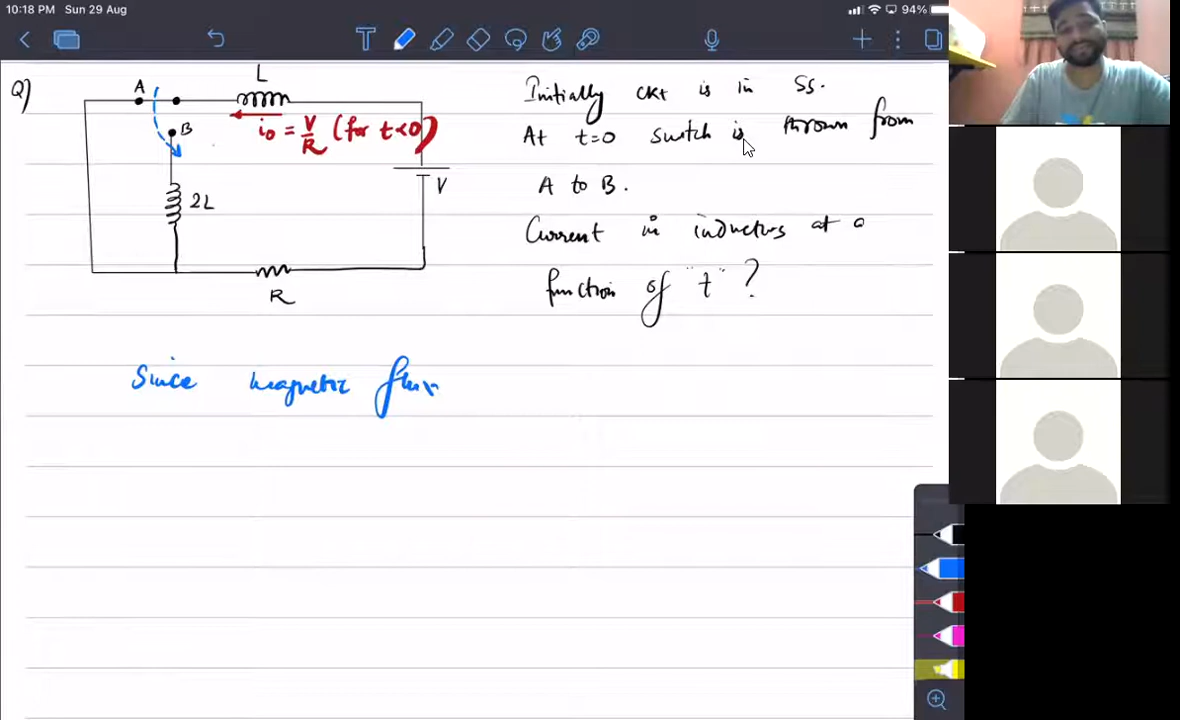 10:18 PM Sun 29 Aug
94%
Q)
A
L
B
i₀ = V/R (for t<0)
2L
V
R
Initially ckt is in SS.
At t=0 switch is thrown from
A to B.
Current in inductors at a
function of "t" ?
Since magnetic flux